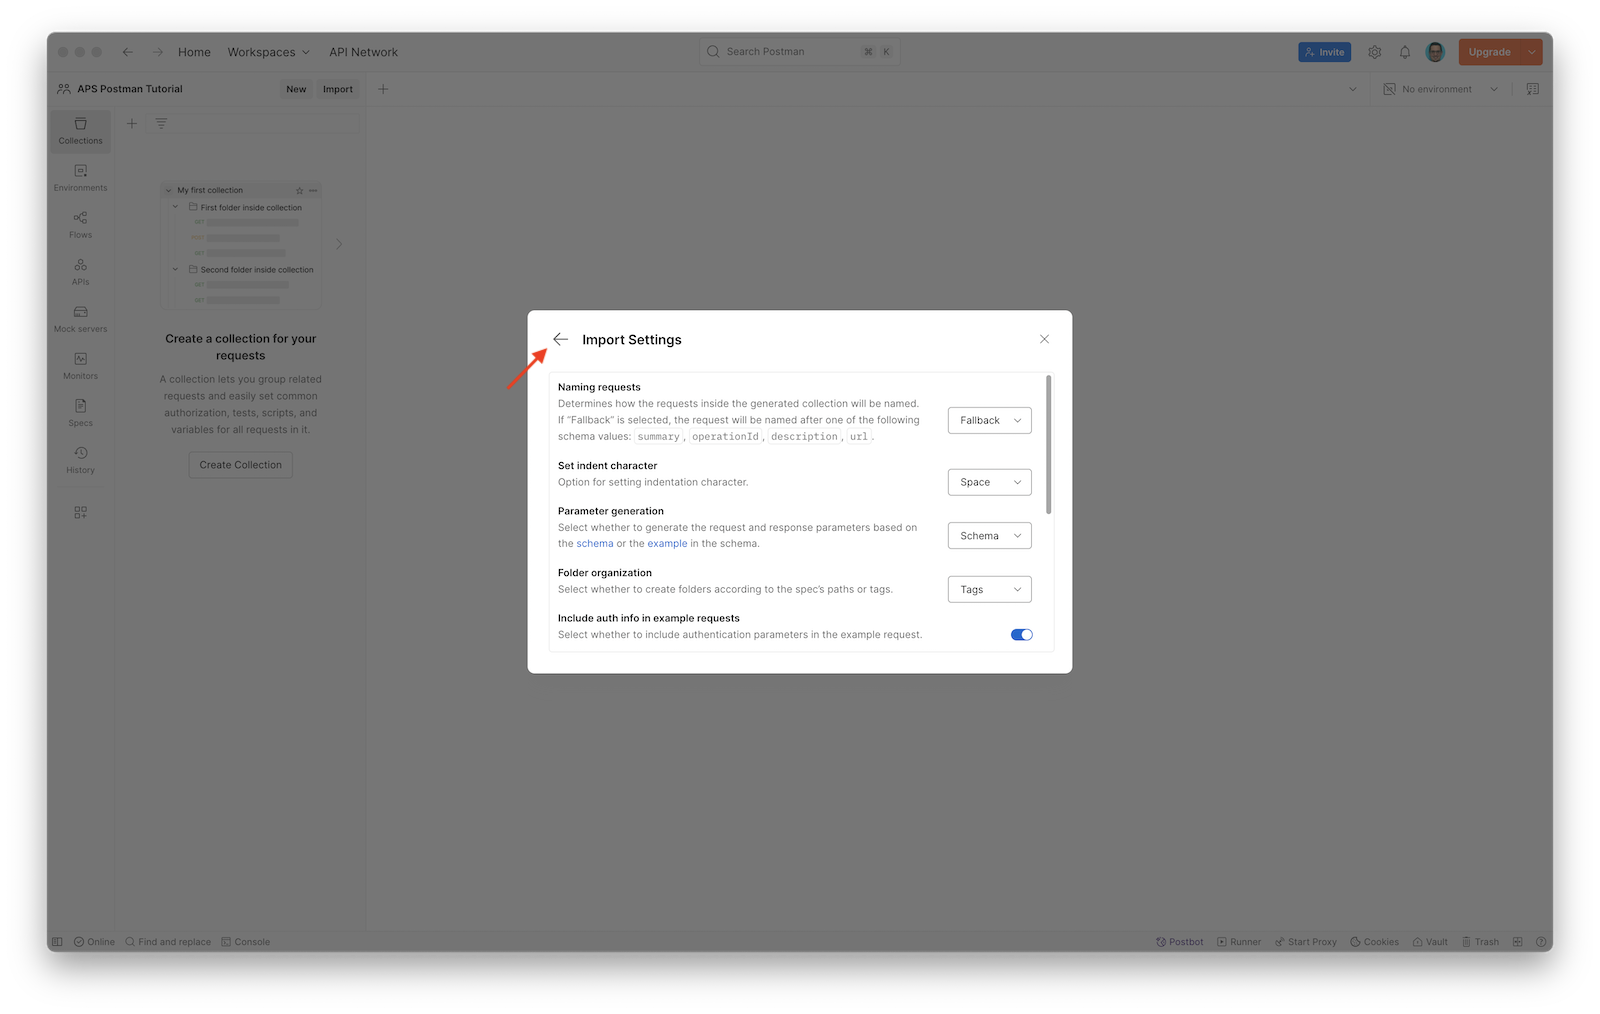 Home
Workspaces
API Network
Search Postman
⌘ K
Invite
Upgrade
APS Postman Tutorial
New
Import
No environment
Collections
Environments
Flows
APIs
Mock servers
Monitors
Specs
History
My first collection
First folder inside collection
GET
POST
GET
Second folder inside collection
GET
GET
Create a collection for your
requests
A collection lets you group related
requests and easily set common
authorization, tests, scripts, and
variables for all requests in it.
Create Collection
Import Settings
Naming requests
Determines how the requests inside the generated collection will be named.
If “Fallback” is selected, the request will be named after one of the following
schema values: summary, operationId, description, url.
Fallback
Set indent character
Option for setting indentation character.
Space
Parameter generation
Select whether to generate the request and response parameters based on
the schema or the example in the schema.
Schema
Folder organization
Select whether to create folders according to the spec’s paths or tags.
Tags
Include auth info in example requests
Select whether to include authentication parameters in the example request.
Online
Find and replace
Console
Postbot
Runner
Start Proxy
Cookies
Vault
Trash